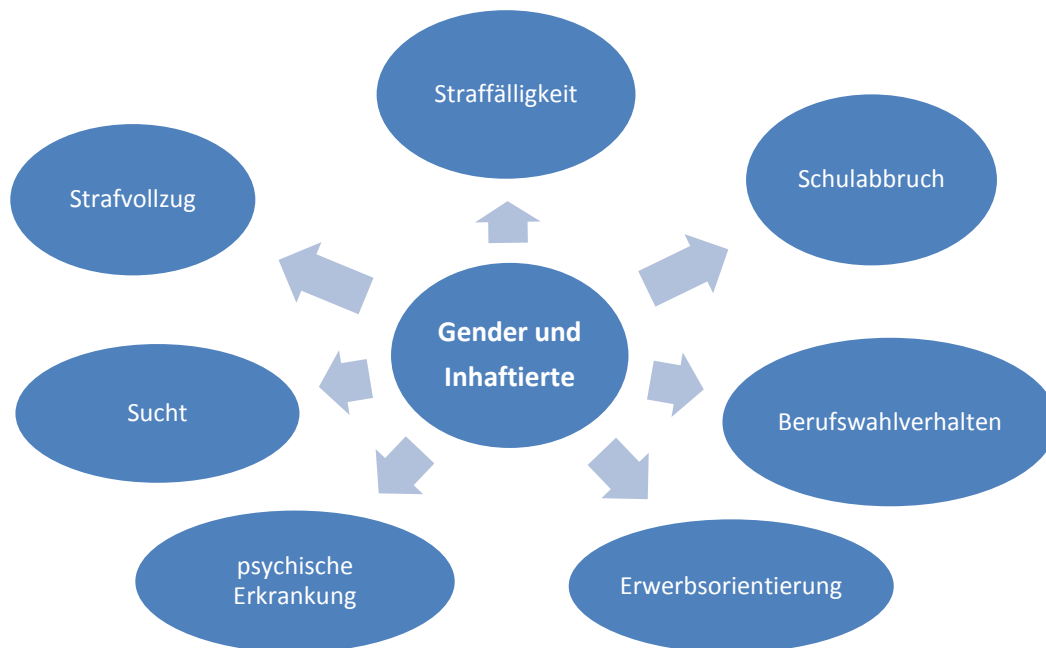 Straffälligkeit
Schulabbruch
Strafvollzug
Gender und
Inhaftierte
Berufswahlverhalten
Sucht
psychische
Erkrankung
Erwerbsorientierung